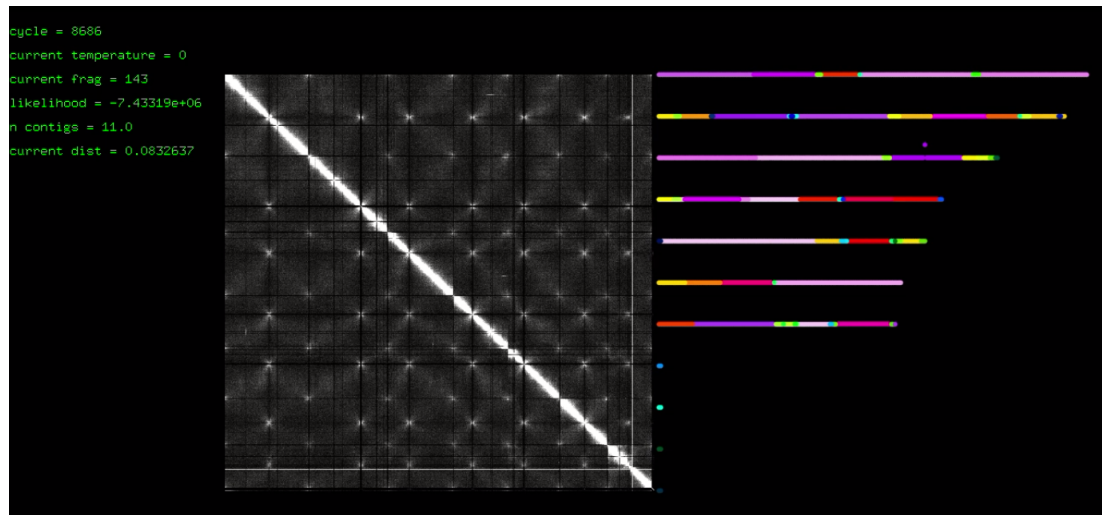 cycle = 8686
current temperature = 0
current frag = 143
likelihood = -7.43319e+06
n contigs = 11.0
current dist = 0.0832637